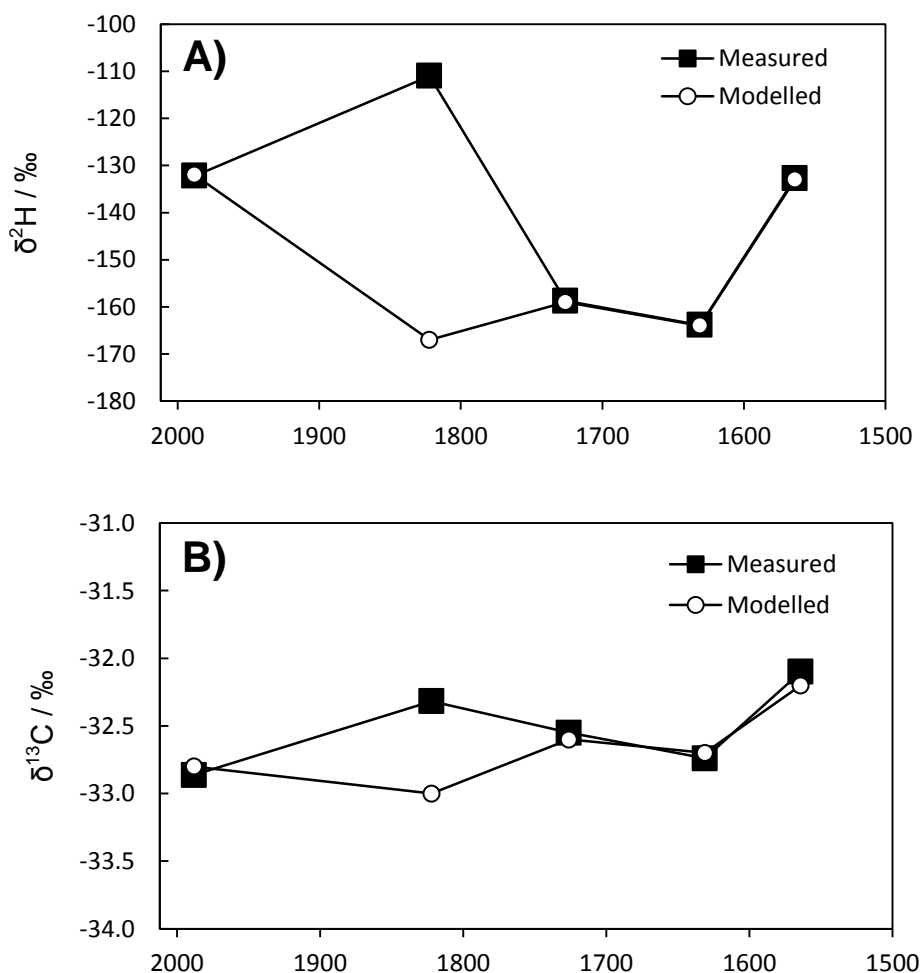 -100
A)
Measured
-110
Modelled
-120
-130
-140
-150
-160
-170
-180
δ²H / ‰
2000 1900 1800 1700 1600 1500
-31.0
B)
Measured
-31.5
Modelled
-32.0
-32.5
-33.0
-33.5
-34.0
δ¹³C / ‰
2000 1900 1800 1700 1600 1500